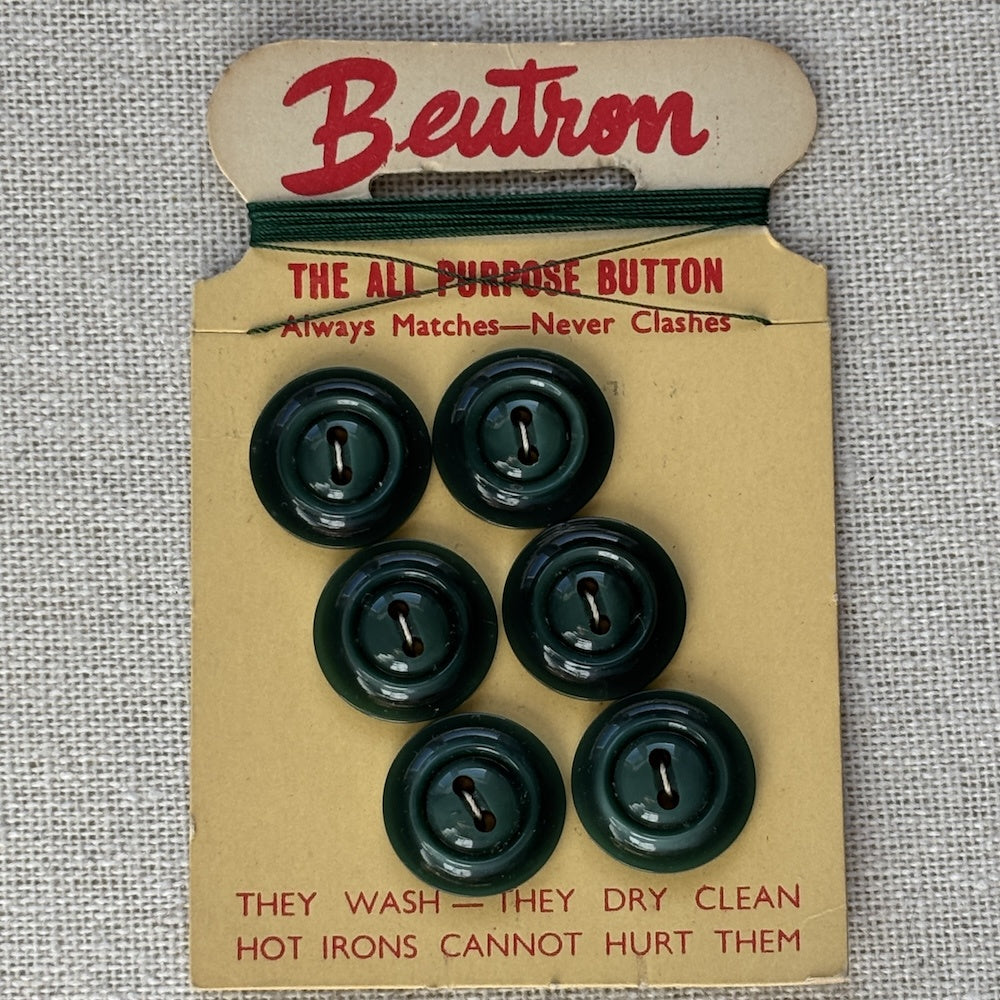 Beutron
THE ALL PURPOSE BUTTON
Always Matches—Never Clashes
THEY WASH — THEY DRY CLEAN
HOT IRONS CANNOT HURT THEM